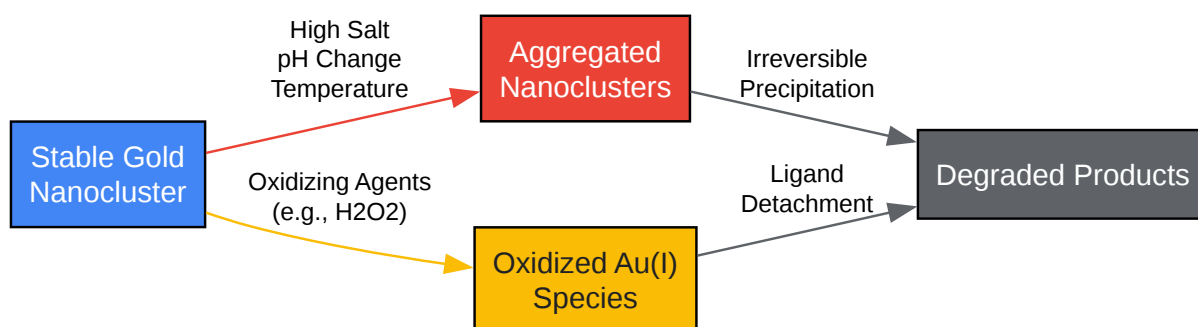 High Salt
pH Change
Temperature
Aggregated
Nanoclusters
Irreversible
Precipitation
Stable Gold
Nanocluster
Oxidizing Agents
(e.g., H2O2)
Ligand
Detachment
Degraded Products
Oxidized Au(I)
Species